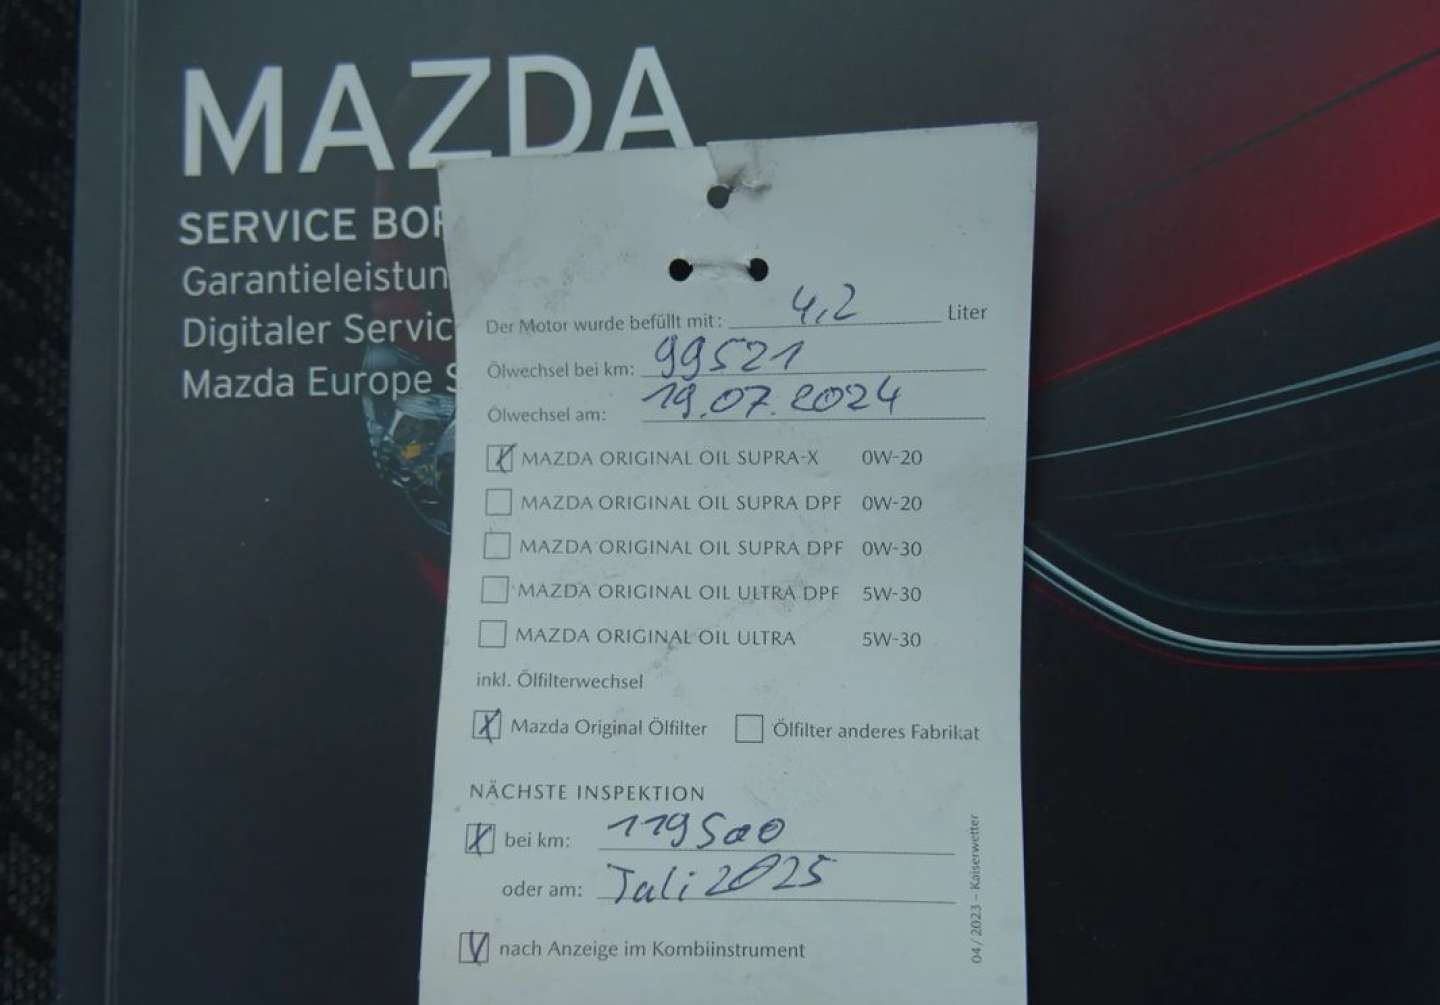 MAZDA
SERVICE BOR
Garantieleistun
Digitaler Servic
Mazda Europe S
Der Motor wurde befüllt mit: 4,2 Liter
Ölwechsel bei km: 99521
Ölwechsel am: 19.07.2024
MAZDA ORIGINAL OIL SUPRA-X 0W-20
MAZDA ORIGINAL OIL SUPRA DPF 0W-20
MAZDA ORIGINAL OIL SUPRA DPF 0W-30
MAZDA ORIGINAL OIL ULTRA DPF 5W-30
MAZDA ORIGINAL OIL ULTRA 5W-30
inkl. Ölfilterwechsel
Mazda Original Ölfilter Ölfilter anderes Fabrikat
NÄCHSTE INSPEKTION
bei km: 119500
oder am: Juli 2025
nach Anzeige im Kombiinstrument
04/2023 – Kaiserwetter